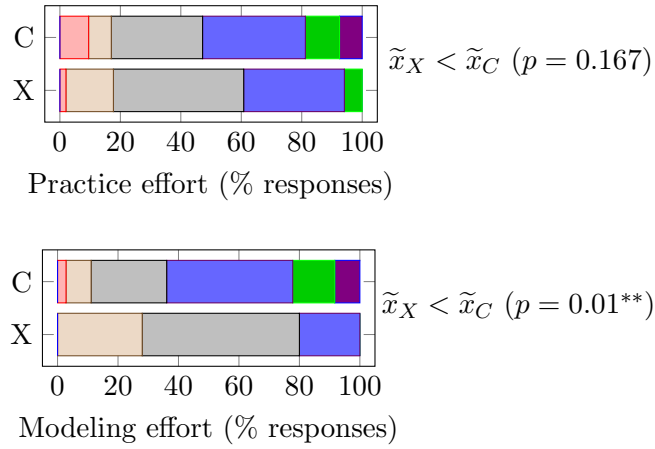 C
X
0 20 40 60 80 100
Practice effort (% responses)
x̃_X < x̃_C (p = 0.167)
C
X
0 20 40 60 80 100
Modeling effort (% responses)
x̃_X < x̃_C (p = 0.01**)